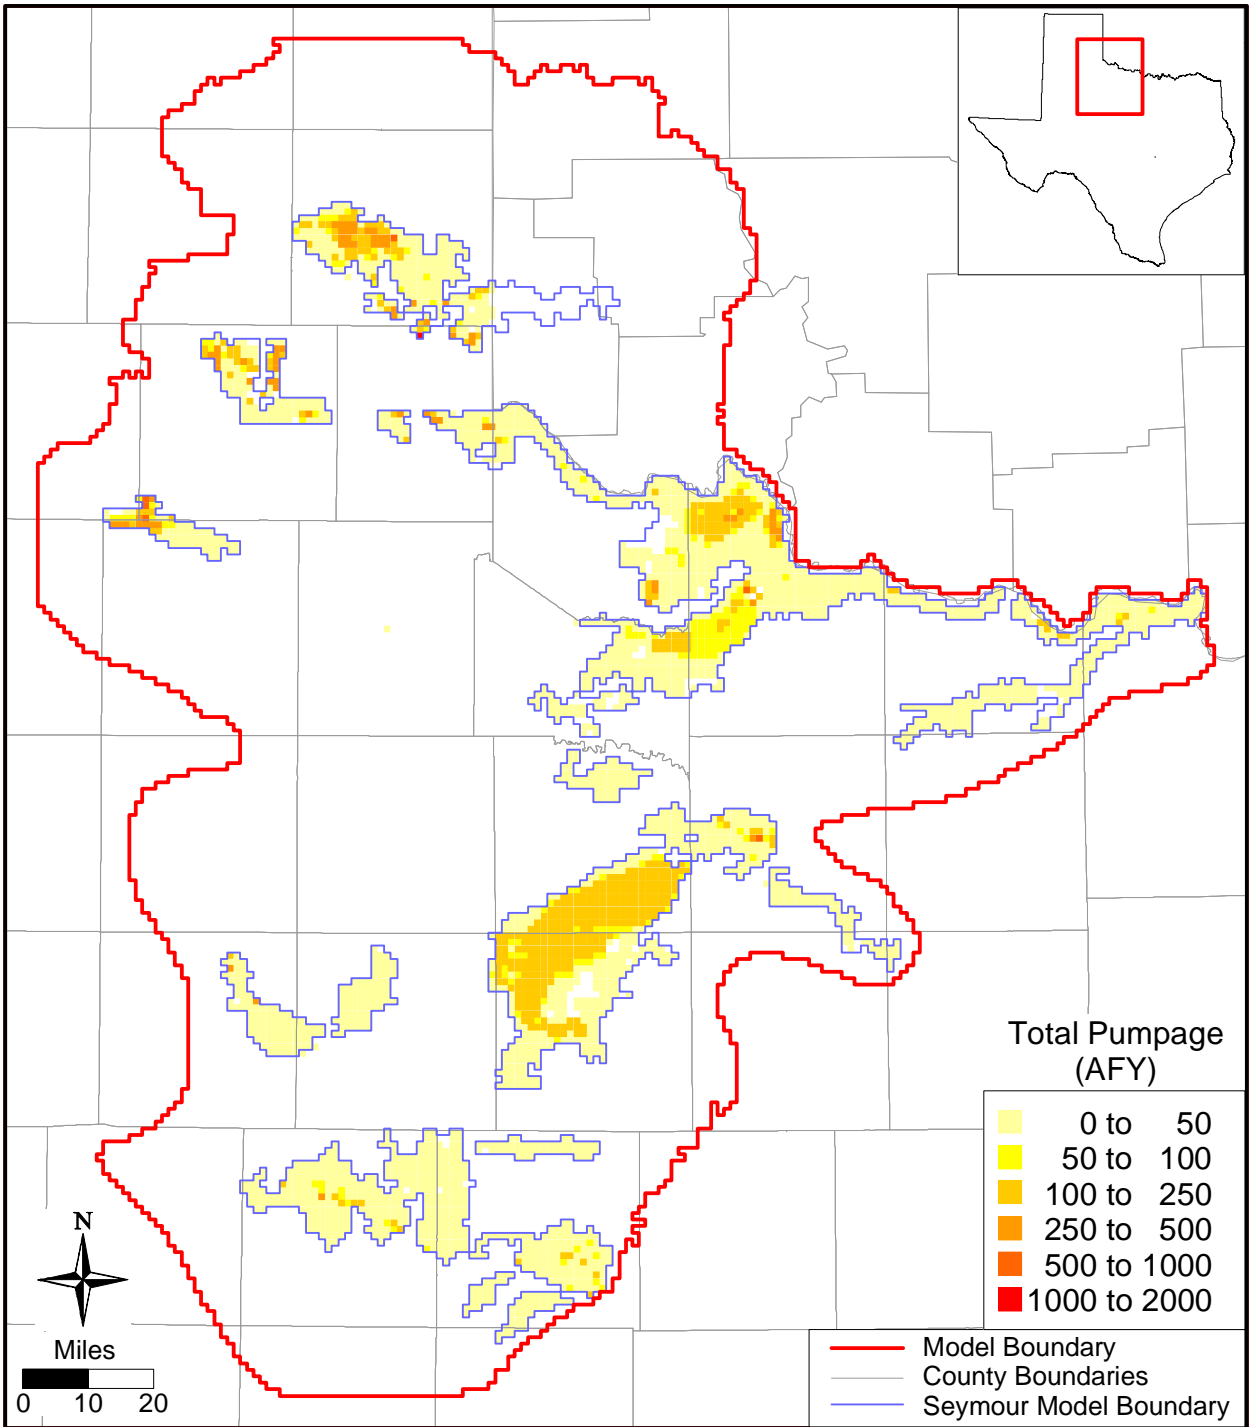 Total Pumpage
(AFY)
0 to 50
50 to 100
100 to 250
250 to 500
500 to 1000
1000 to 2000
N
Miles
0 10 20
Model Boundary
County Boundaries
Seymour Model Boundary